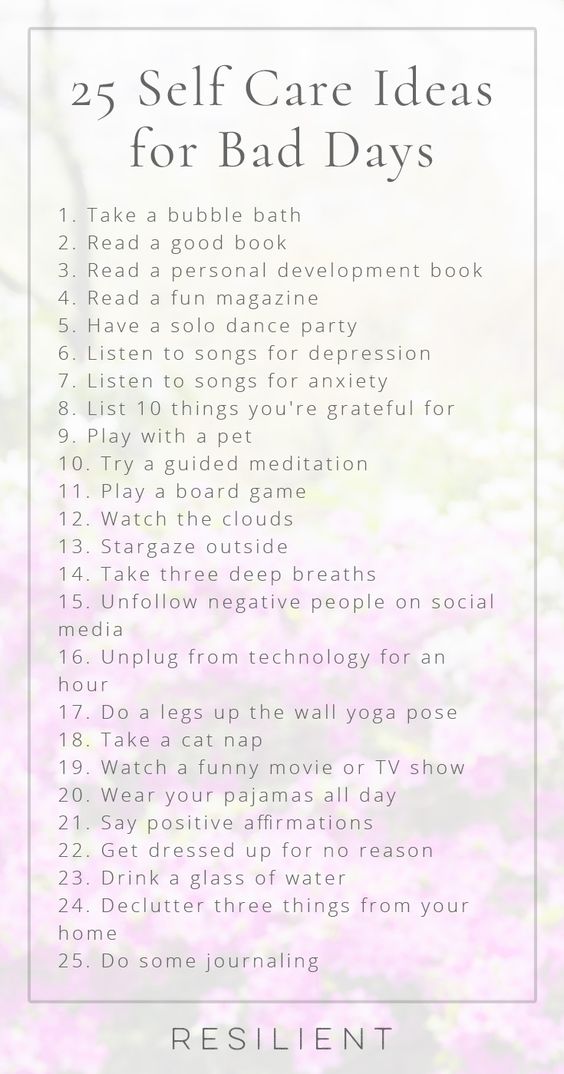 25 Self Care Ideas
for Bad Days
1. Take a bubble bath
2. Read a good book
3. Read a personal development book
4. Read a fun magazine
5. Have a solo dance party
6. Listen to songs for depression
7. Listen to songs for anxiety
8. List 10 things you're grateful for
9. Play with a pet
10. Try a guided meditation
11. Play a board game
12. Watch the clouds
13. Stargaze outside
14. Take three deep breaths
15. Unfollow negative people on social
media
16. Unplug from technology for an
hour
17. Do a legs up the wall yoga pose
18. Take a cat nap
19. Watch a funny movie or TV show
20. Wear your pajamas all day
21. Say positive affirmations
22. Get dressed up for no reason
23. Drink a glass of water
24. Declutter three things from your
home
25. Do some journaling
RESILIENT